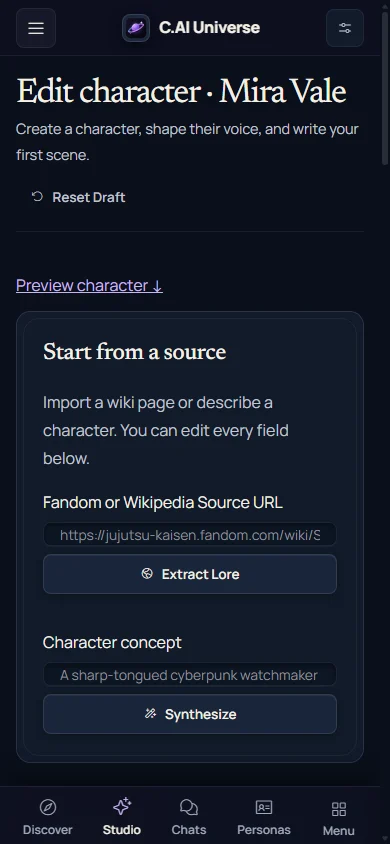 C.AI Universe
Edit character · Mira Vale
Create a character, shape their voice, and write your
first scene.
Reset Draft
Preview character ↓
Start from a source
Import a wiki page or describe a
character. You can edit every field
below.
Fandom or Wikipedia Source URL
https://jujutsu-kaisen.fandom.com/wiki/S
Extract Lore
Character concept
A sharp-tongued cyberpunk watchmaker
Synthesize
Discover
Studio
Chats
Personas
Menu